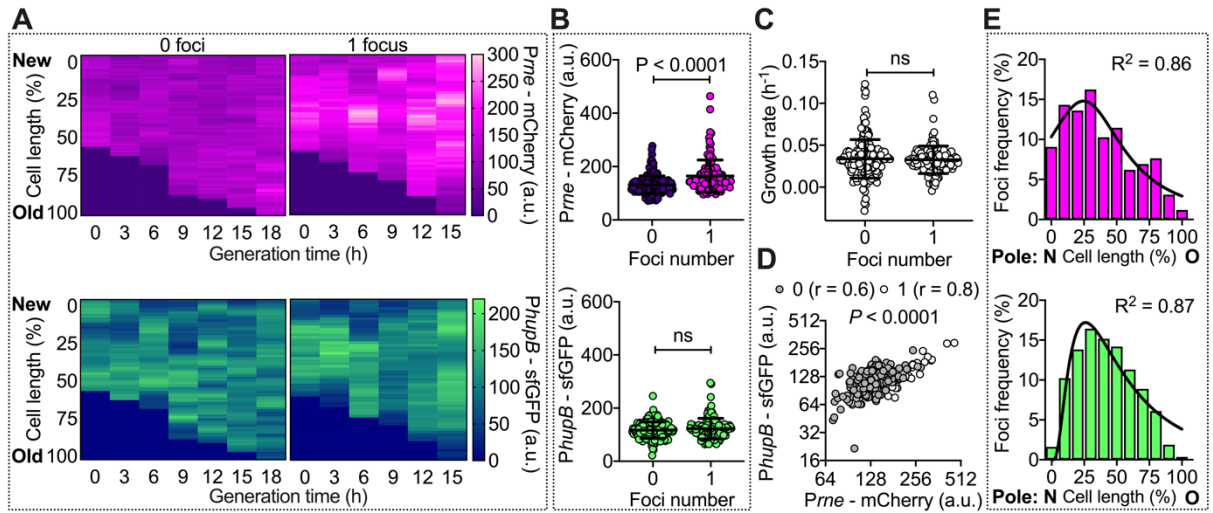 A
0 foci
1 focus
New
0
25
50
75
100
Old
Cell length (%)
0 3 6 9 12 15 18
0 3 6 9 12 15
Generation time (h)
300
250
200
150
100
50
0
Prne - mCherry (a.u.)
New
0
25
50
75
100
Old
Cell length (%)
0 3 6 9 12 15 18
0 3 6 9 12 15
Generation time (h)
200
150
100
50
0
PhupB - sfGFP (a.u.)
B
Prne - mCherry (a.u.)
600
400
200
0
P < 0.0001
0 1
Foci number
PhupB - sfGFP (a.u.)
600
400
200
0
ns
0 1
Foci number
C
Growth rate (h-1)
0.15
0.10
0.05
0.00
ns
0 1
Foci number
D
0 (r = 0.6) 1 (r = 0.8)
P < 0.0001
PhupB - sfGFP (a.u.)
512
256
128
64
32
16
64 128 256 512
Prne - mCherry (a.u.)
E
R2 = 0.86
Foci frequency (%)
20
15
10
5
0
0 25 50 75 100
Pole: N Cell length (%) O
R2 = 0.87
Foci frequency (%)
20
15
10
5
0
0 25 50 75 100
Pole: N Cell length (%) O